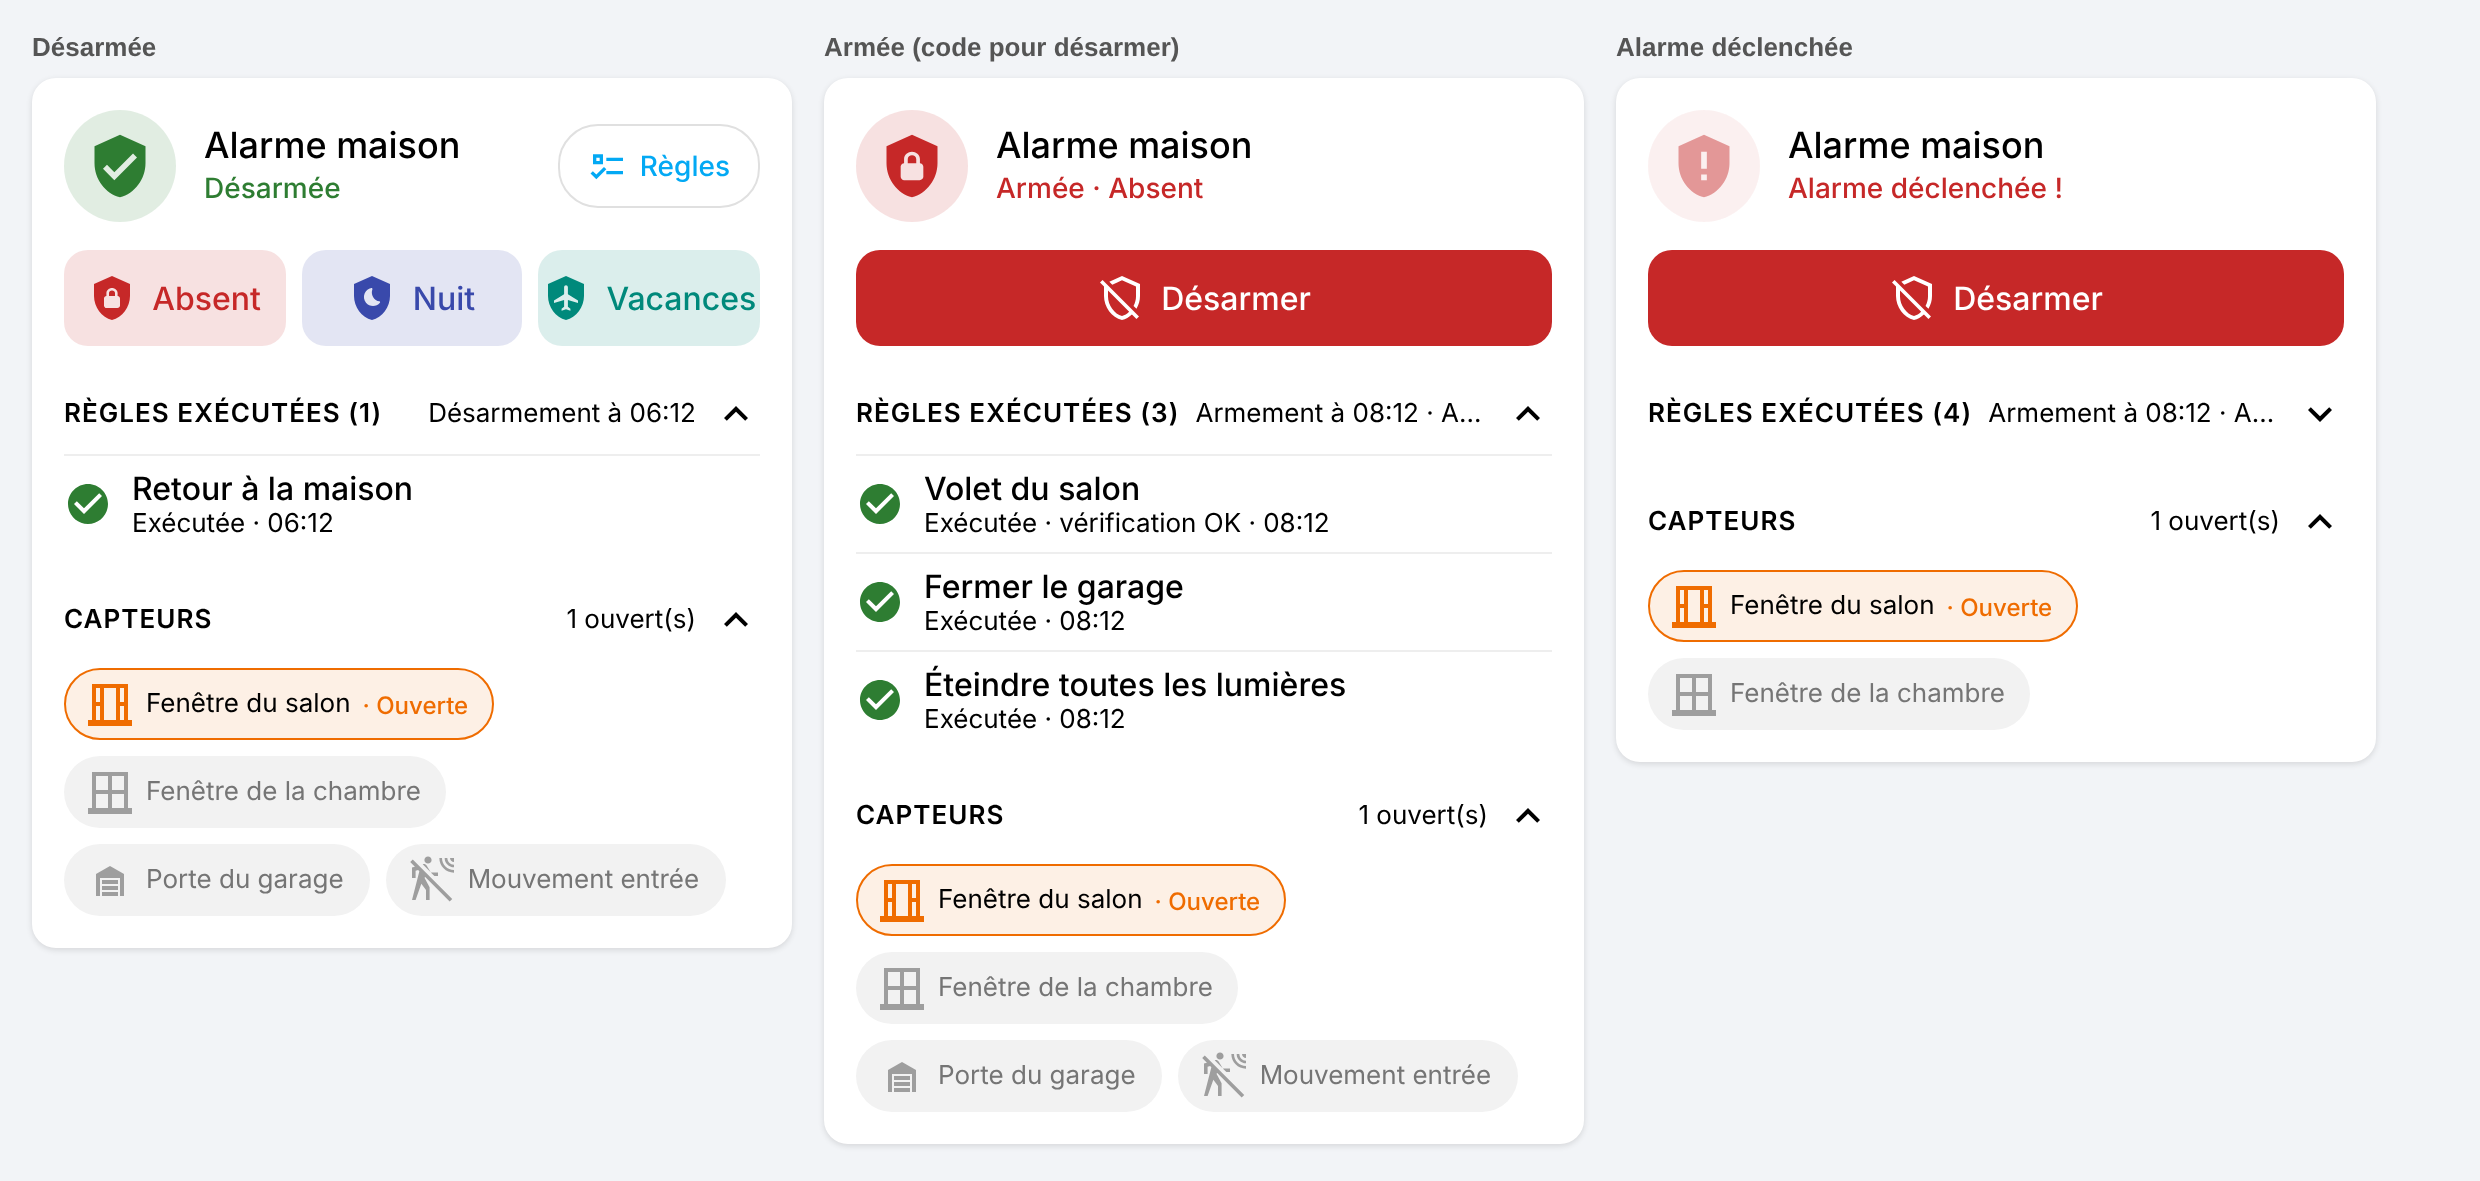 Désarmée
Alarme maison
Désarmée
Règles
Absent
Nuit
Vacances
RÈGLES EXÉCUTÉES (1) Désarmement à 06:12
Retour à la maison
Exécutée · 06:12
CAPTEURS 1 ouvert(s)
Fenêtre du salon · Ouverte
Fenêtre de la chambre
Porte du garage
Mouvement entrée
Armée (code pour désarmer)
Alarme maison
Armée · Absent
Désarmer
RÈGLES EXÉCUTÉES (3) Armement à 08:12 · A...
Volet du salon
Exécutée · vérification OK · 08:12
Fermer le garage
Exécutée · 08:12
Éteindre toutes les lumières
Exécutée · 08:12
CAPTEURS 1 ouvert(s)
Fenêtre du salon · Ouverte
Fenêtre de la chambre
Porte du garage
Mouvement entrée
Alarme déclenchée
Alarme maison
Alarme déclenchée !
Désarmer
RÈGLES EXÉCUTÉES (4) Armement à 08:12 · A...
CAPTEURS 1 ouvert(s)
Fenêtre du salon · Ouverte
Fenêtre de la chambre